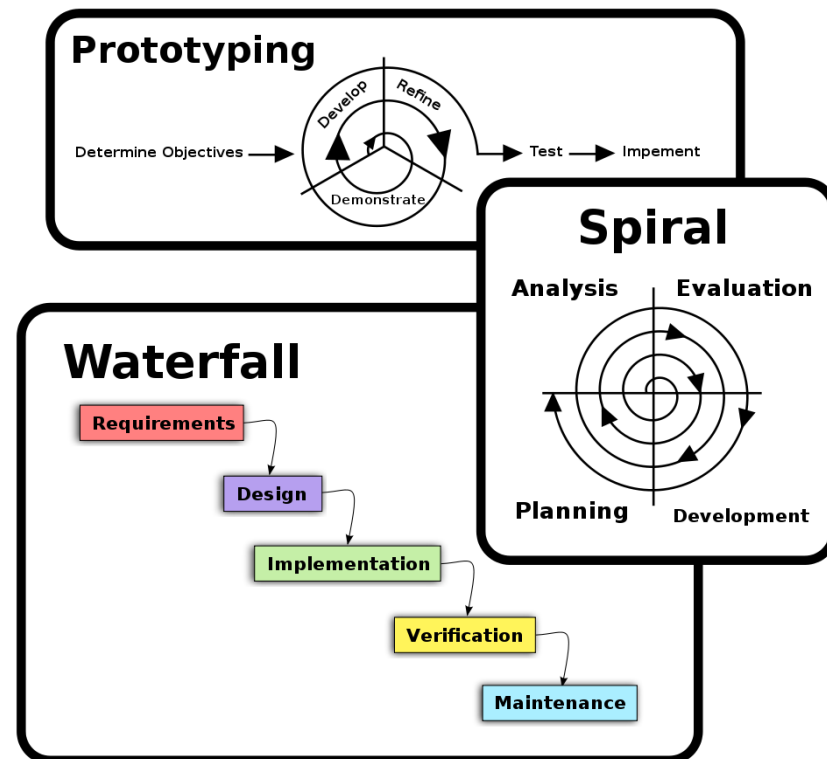 Prototyping
Develop
Refine
Determine Objectives
Test
Impement
Demonstrate
Spiral
Analysis
Evaluation
Planning
Development
Waterfall
Requirements
Design
Implementation
Verification
Maintenance